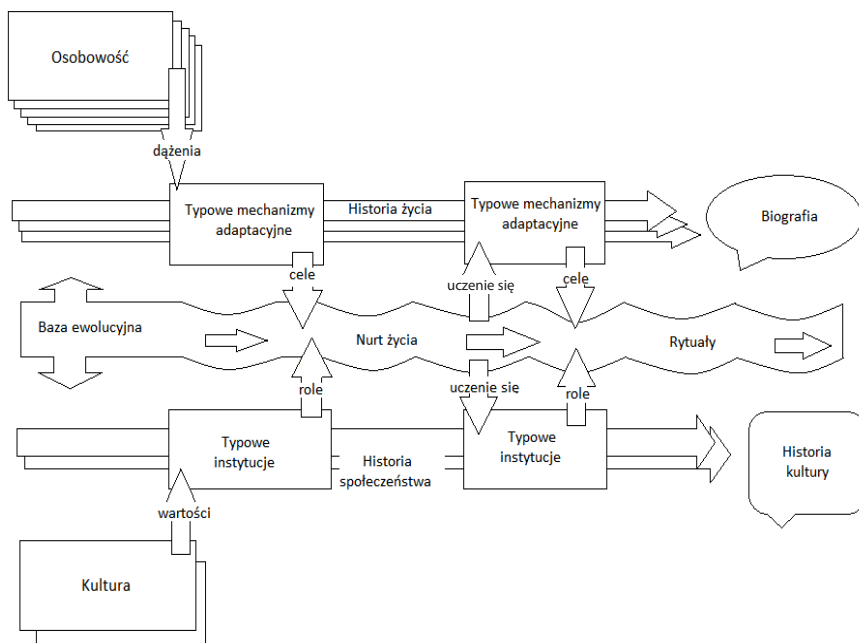 Osobowość
dążenia
Typowe mechanizmy
adaptacyjne
Historia życia
Typowe mechanizmy
adaptacyjne
Biografia
cele
uczenie się
cele
Baza ewolucyjna
Nurt życia
Rytuały
role
uczenie się
role
Typowe
instytucje
Historia
społeczeństwa
Typowe
instytucje
Historia
kultury
wartości
Kultura